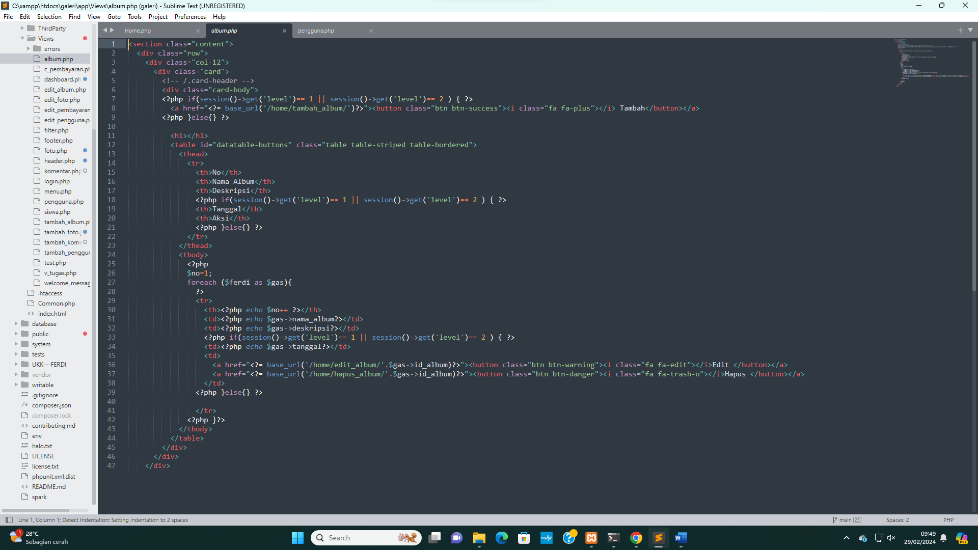 C:\xampp\htdocs\galeri\app\Views\album.php - Sublime Text (UNREGISTERED)
File Edit Selection Find View Goto Tools Project Preferences Help
Home.php
album.php
pengguna.php
ThirdParty
Views
errors
album.php
c_pembayaran.ph
dashboard.php
edit_album.php
edit_foto.php
edit_pembayaran
edit_pengguna.p
filter.php
footer.php
foto.php
header.php
komentar.php
login.php
menu.php
pengguna.php
siswa.php
tambah_album.p
tambah_foto.p
tambah_kom
tambah_penggu
test.php
v_tugas.php
welcome_messag
.htaccess
Common.php
index.html
database
public
system
tests
UKK---FERDI
vendor
writable
.gitignore
composer.json
composer.lock
contributing.md
env
halo.txt
LICENSE
license.txt
phpunit.xml.dist
README.md
spark
1 <section class="content">
2 <div class="row">
3 <div class="col-12">
4 <div class="card">
5 <!-- /.card-header -->
6 <div class="card-body">
7 <?php if(session()->get('level')== 1 || session()->get('level')== 2 ) { ?>
8 <a href="<?= base_url('/home/tambah_album/')?>"><button class="btn btn-success"><i class="fa fa-plus"></i> Tambah</button></a>
9 <?php }else{} ?>
10
11 <hl></hl>
12 <table id="datatable-buttons" class="table table-striped table-bordered">
13 <thead>
14 <tr>
15 <th>No</th>
16 <th>Nama Album</th>
17 <th>Deskripsi</th>
18 <?php if(session()->get('level')== 1 || session()->get('level')== 2 ) { ?>
19 <th>Tanggal</th>
20 <th>Aksi</th>
21 <?php }else{} ?>
22 </tr>
23 </thead>
24 <tbody>
25 <?php
26 $no=1;
27 foreach ($ferdi as $gas){
28 ?>
29 <tr>
30 <th><?php echo $no++ ?></th>
31 <td><?php echo $gas->nama_album?></td>
32 <td><?php echo $gas->deskripsi?></td>
33 <?php if(session()->get('level')== 1 || session()->get('level')== 2 ) { ?>
34 <td><?php echo $gas->tanggal?></td>
35 <td>
36 <a href="<?= base_url('/home/edit_album/'.$gas->id_album)?>"><button class="btn btn-warning"><i class="fa fa-edit"></i>Edit </button></a>
37 <a href="<?= base_url('/home/hapus_album/'.$gas->id_album)?>"><button class="btn btn-danger"><i class="fa fa-trash-o"></i>Hapus </button></a>
38 </td>
39 <?php }else{} ?>
40
41 </tr>
42 <?php }?>
43 </tbody>
44 </table>
45 </div>
46 </div>
47 </div>
Line 1, Column 1; Detect Indentation: Setting indentation to 2 spaces
main
Spaces: 2
PHP
28°C
Sebagian cerah
Search
09:49
29/02/2024